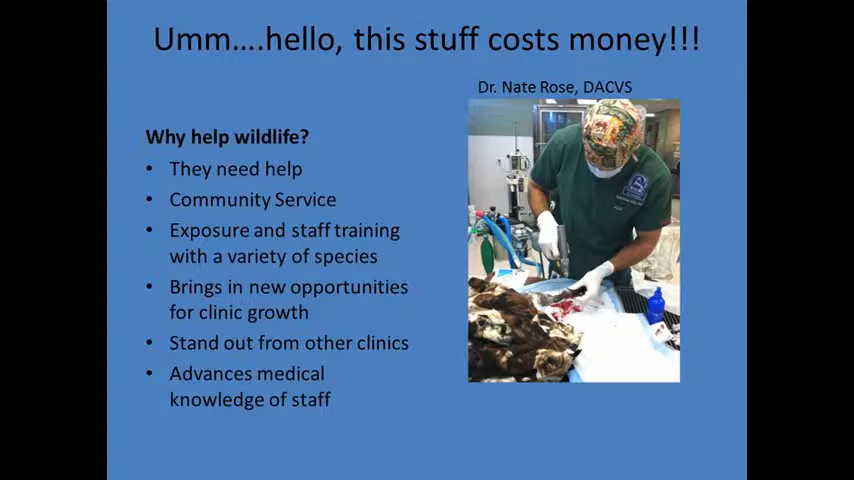 Umm....hello, this stuff costs money!!!
Dr. Nate Rose, DACVS
Why help wildlife?
• They need help
• Community Service
• Exposure and staff training
with a variety of species
• Brings in new opportunities
for clinic growth
• Stand out from other clinics
• Advances medical
knowledge of staff